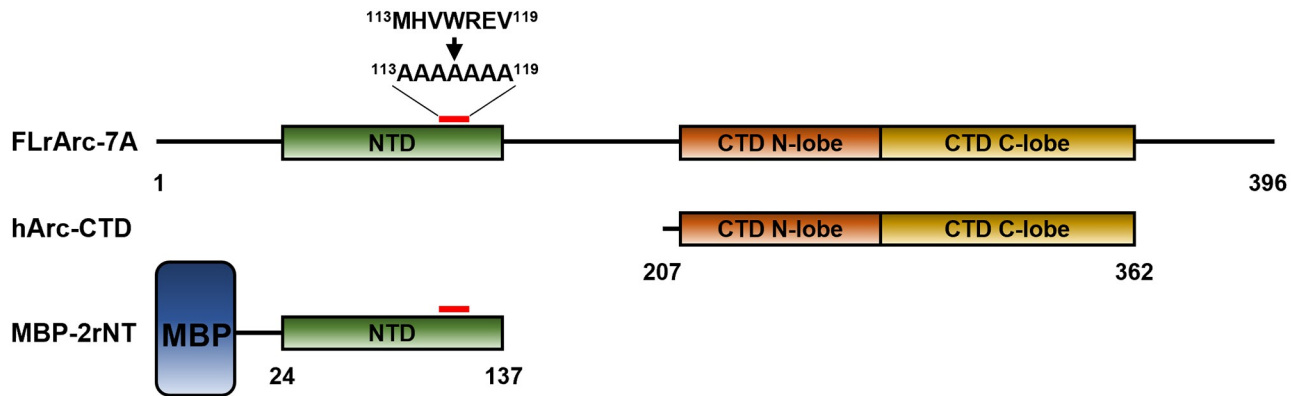 ¹¹³MHVWREV¹¹⁹
¹¹³AAAAAAA¹¹⁹
FLrArc-7A NTD CTD N-lobe CTD C-lobe
1 396
hArc-CTD CTD N-lobe CTD C-lobe
207 362
MBP-2rNT MBP NTD
24 137